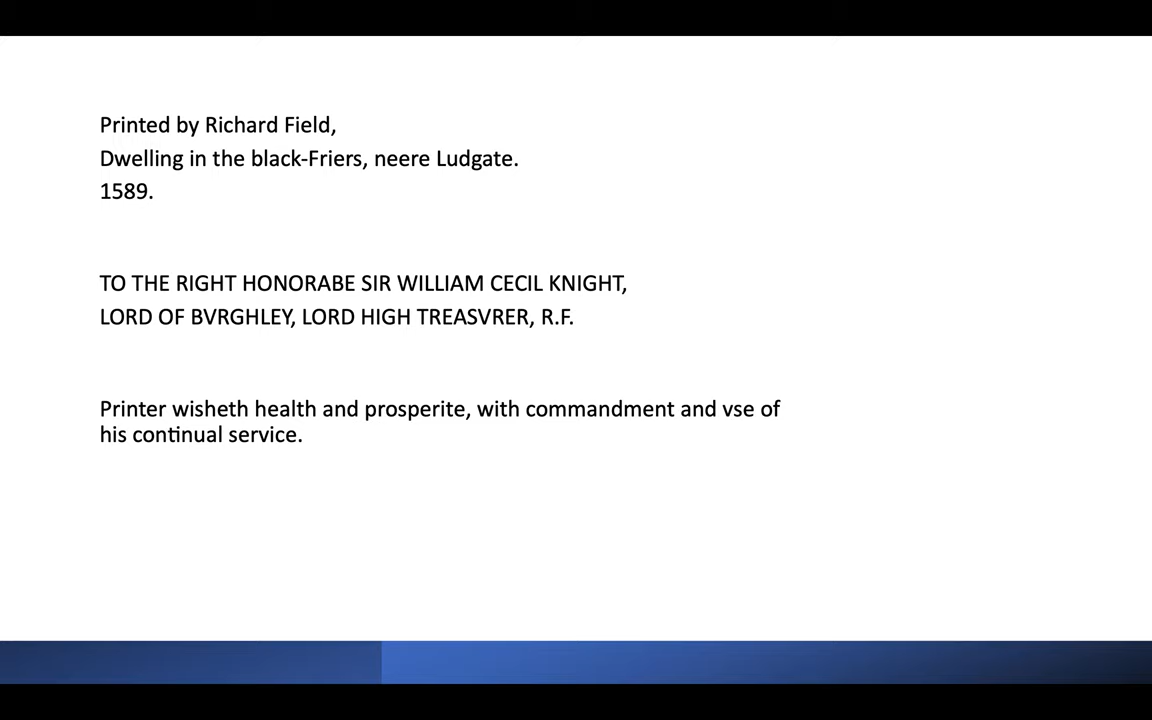 Printed by Richard Field,
Dwelling in the black-Friers, neere Ludgate.
1589.
TO THE RIGHT HONORABE SIR WILLIAM CECIL KNIGHT,
LORD OF BVRGHLEY, LORD HIGH TREASVRER, R.F.
Printer wisheth health and prosperite, with commandment and vse of
his continual service.